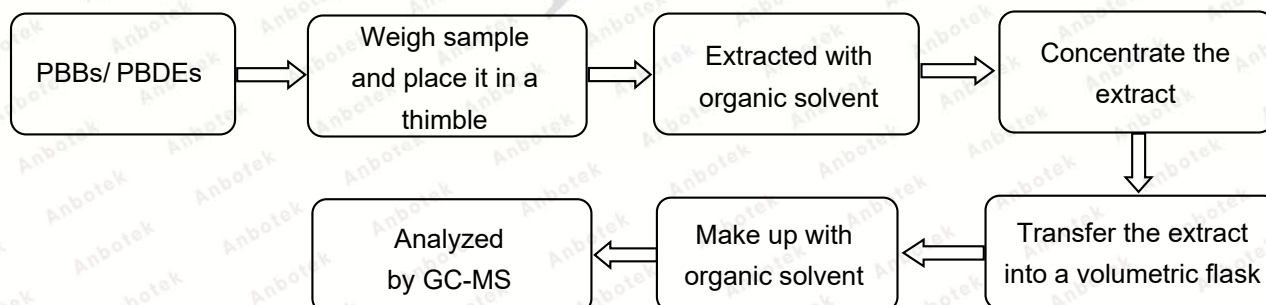 PBBs/ PBDEs
Weigh sample
and place it in a
thimble
Extracted with
organic solvent
Concentrate the
extract
Transfer the extract
into a volumetric flask
Make up with
organic solvent
Analyzed
by GC-MS
Anbotek